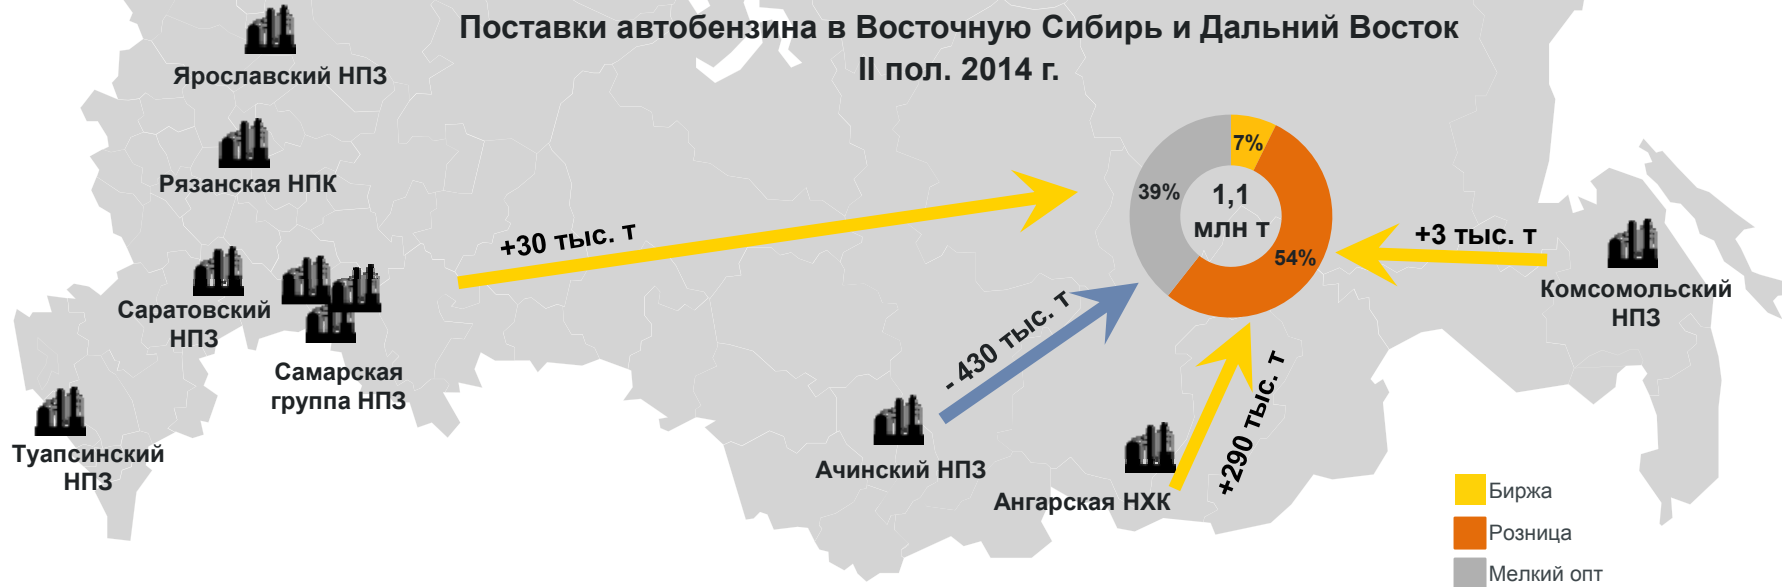 Поставки автобензина в Восточную Сибирь и Дальний Восток
II пол. 2014 г.
Ярославский НПЗ
Рязанская НПК
Саратовский
НПЗ
Самарская
группа НПЗ
Туапсинский
НПЗ
+30 тыс. т
7%
39%
1,1
млн т
54%
+3 тыс. т
Комсомольский
НПЗ
- 430 тыс. т
Ачинский НПЗ
+290 тыс. т
Ангарская НХК
Биржа
Розница
Мелкий опт